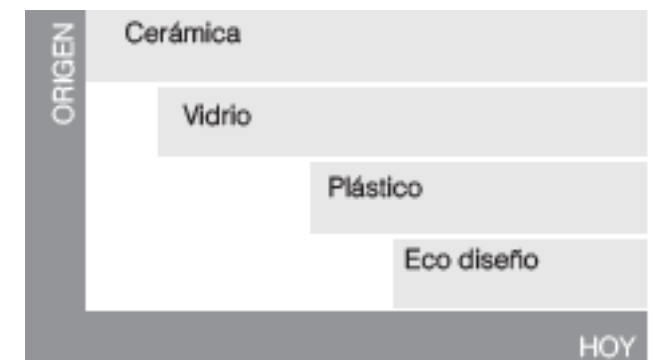 ORIGEN
Cerámica
Vidrio
Plástico
Eco diseño
HOY